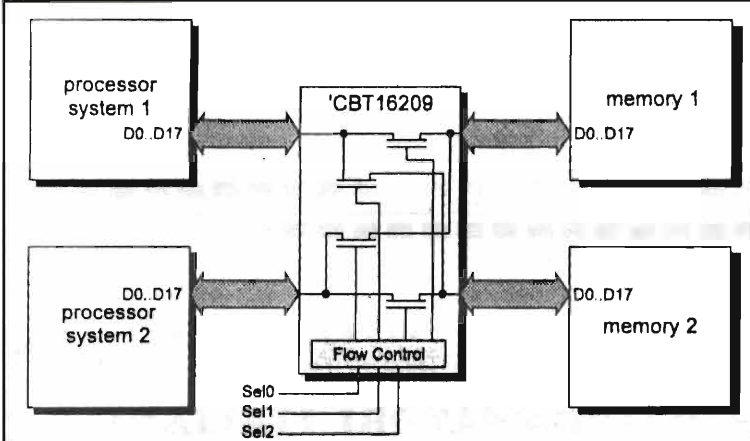 processor
system 1
D0..D17
'CBT16209
memory 1
D0..D17
D0..D17
processor
system 2
D0..D17
memory 2
Flow Control
Sel0
Sel1
Sel2